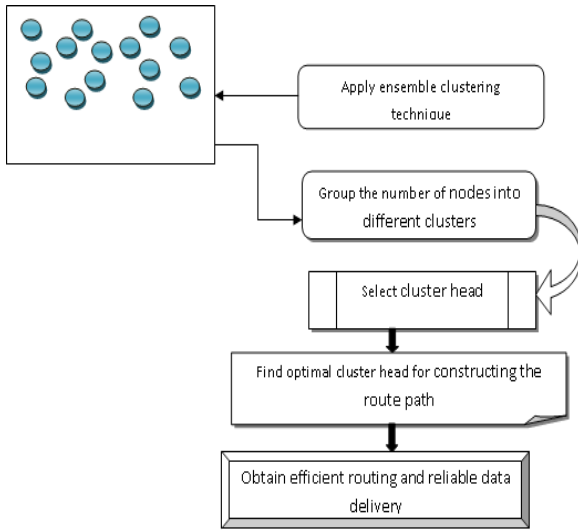 Apply ensemble clustering
technique
Group the number of nodes into
different clusters
Select cluster head
Find optimal cluster head for constructing the
route path
Obtain efficient routing and reliable data
delivery